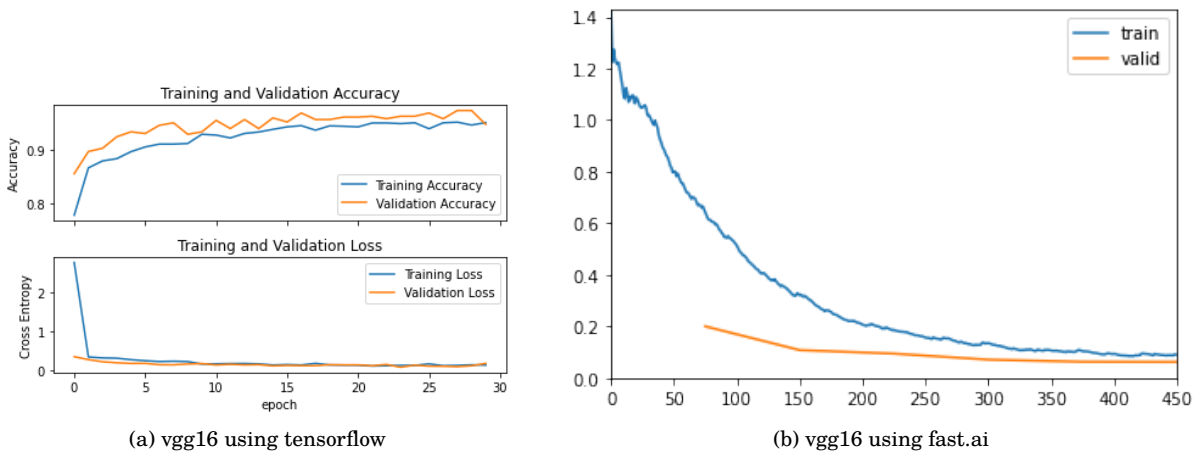 Training and Validation Accuracy
Accuracy
0.9
0.8
Training Accuracy
Validation Accuracy
Training and Validation Loss
Cross Entropy
2
1
0
Training Loss
Validation Loss
0 5 10 15 20 25 30
epoch
(a) vgg16 using tensorflow
1.4
1.2
1.0
0.8
0.6
0.4
0.2
0.0
train
valid
0 50 100 150 200 250 300 350 400 450
(b) vgg16 using fast.ai